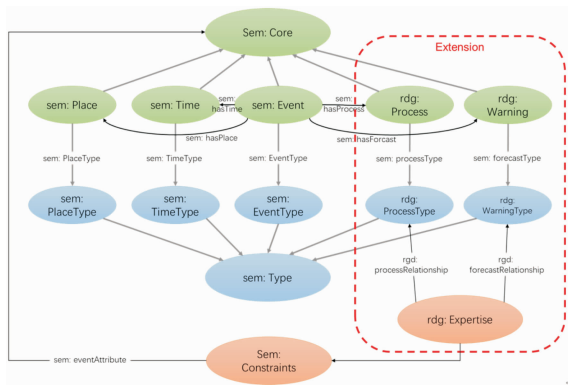 Sem: Core
Extension
sem: Place
sem: Time
sem:
hasTime
sem: Event
sem:
hasProcess
rdg:
Process
rdg:
Warning
sem: hasPlace
sem:hasForcast
sem: PlaceType
sem: TimeType
sem: EventType
sem: processType
sem: forecastType
sem:
PlaceType
sem:
TimeType
sem:
EventType
rdg:
ProcessType
rdg:
WarningType
rgd:
processRelationship
rgd:
forecastRelationship
sem: Type
rdg: Expertise
sem: eventAttribute
Sem:
Constraints